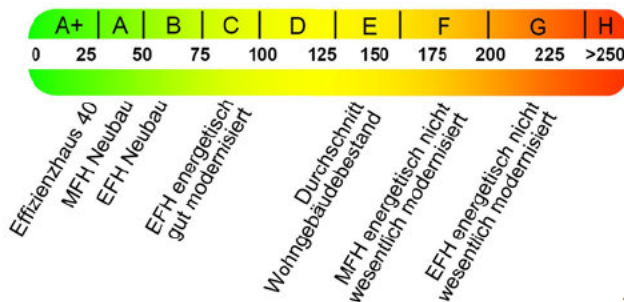 A+ A B C D E F G H
0 25 50 75 100 125 150 175 200 225 >250
Effizienzhaus 40
MFH Neubau
EFH Neubau
EFH energetisch
gut modernisiert
Durchschnitt
Wohngebäudebestand
MFH energetisch nicht
wesentlich modernisiert
EFH energetisch nicht
wesentlich modernisiert